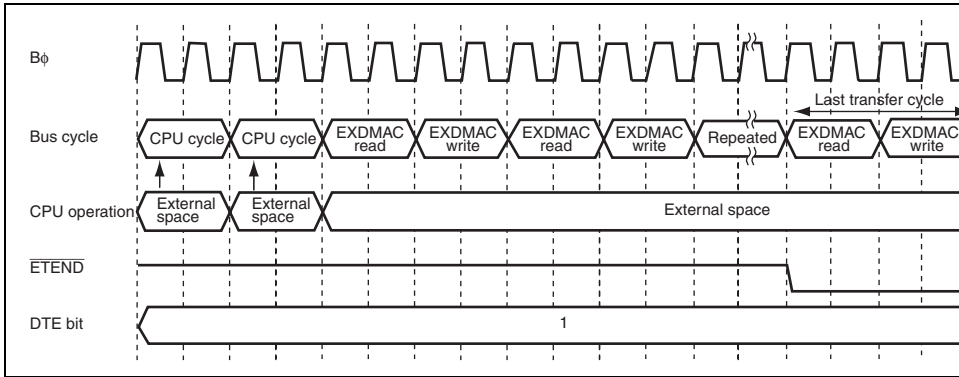 Bϕ
Last transfer cycle
Bus cycle
CPU cycle
CPU cycle
EXDMAC
read
EXDMAC
write
EXDMAC
read
EXDMAC
write
Repeated
EXDMAC
read
EXDMAC
write
CPU operation
External
space
External
space
External space
ETEND
DTE bit
1